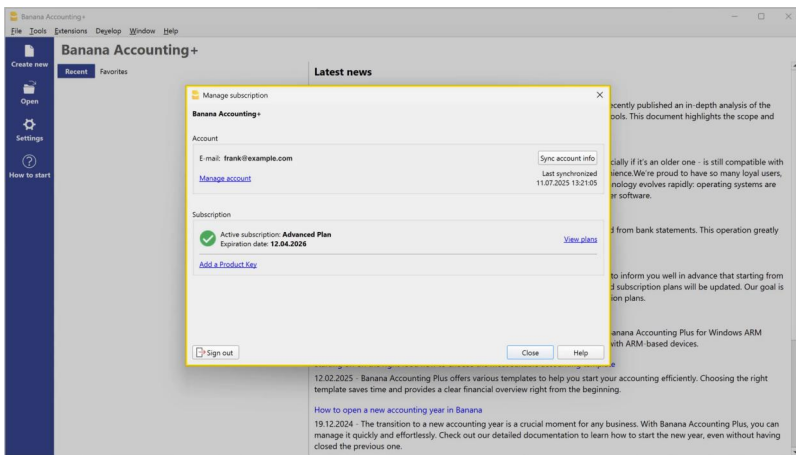 Banana Accounting+
File Tools Extensions Develop Window Help
Banana Accounting+
Create new
Open
Settings
How to start
Recent Favorites
Latest news
Manage subscription
Banana Accounting+
Account
E-mail: frank@example.com
Sync account info
Manage account
Last synchronized
11.07.2025 13:21:05
Subscription
Active subscription: Advanced Plan
Expiration date: 12.04.2026
View plans
Add a Product Key
Sign out
Close
Help
ecently published an in-depth analysis of the
ools. This document highlights the scope and
cially if it's an older one - is still compatible with
ience.We're proud to have so many loyal users,
nology evolves rapidly: operating systems are
er software.
d from bank statements. This operation greatly
to inform you well in advance that starting from
d subscription plans will be updated. Our goal is
ion plans.
anana Accounting Plus for Windows ARM
with ARM-based devices.
12.02.2025 - Banana Accounting Plus offers various templates to help you start your accounting efficiently. Choosing the right
template saves time and provides a clear financial overview right from the beginning.
How to open a new accounting year in Banana
19.12.2024 - The transition to a new accounting year is a crucial moment for any business. With Banana Accounting Plus, you can
manage it quickly and effortlessly. Check out our detailed documentation to learn how to start the new year, even without having
closed the previous one.